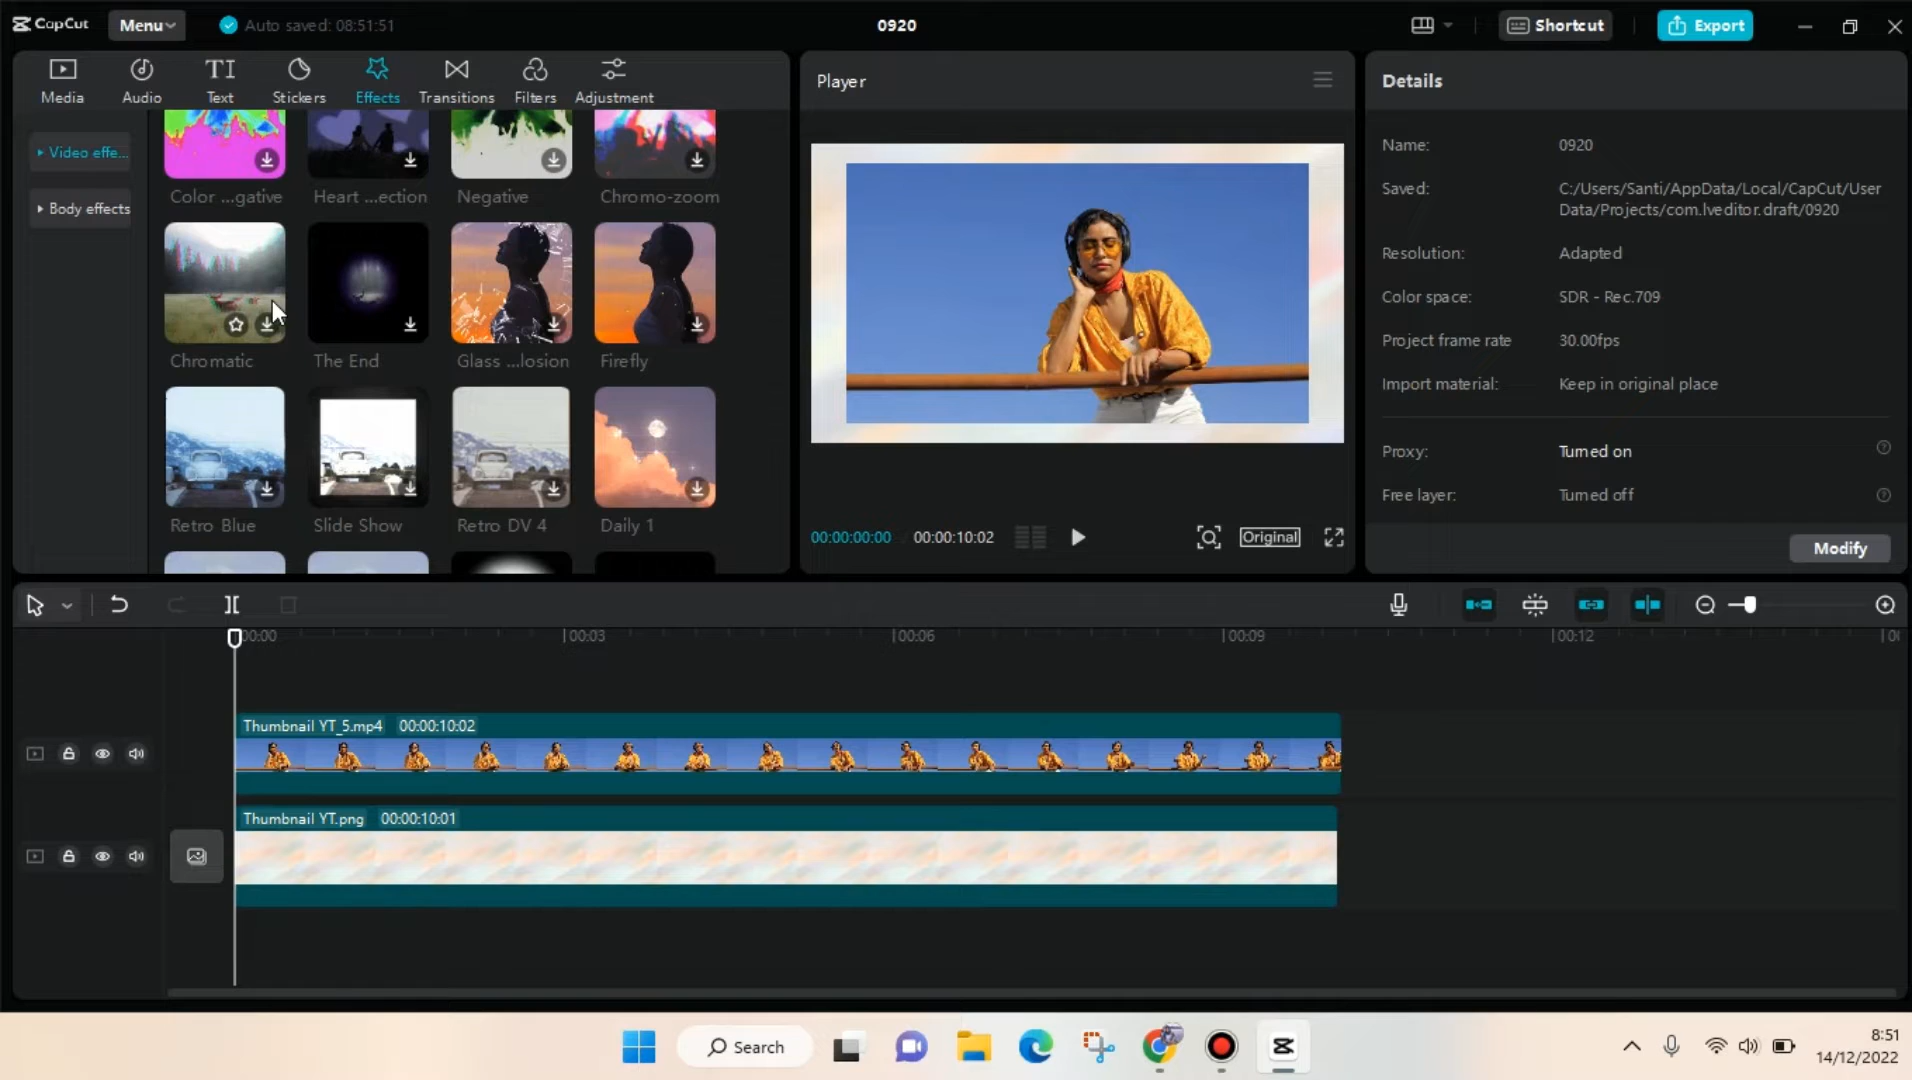 CapCut
Menu
Auto saved: 08:51:51
0920
Shortcut
Export
Media
Audio
TI
Text
Stickers
Effects
Transitions
Filters
Adjustment
Video effe...
Body effects
Color ...gative
Heart ...ection
Negative
Chromo-zoom
Chromatic
The End
Glass ...losion
Firefly
Retro Blue
Slide Show
Retro DV 4
Daily 1
Player
00:00:00:00
00:00:10:02
Original
Details
Name:
0920
Saved:
C:/Users/Santi/AppData/Local/CapCut/User
Data/Projects/com.lveditor.draft/0920
Resolution:
Adapted
Color space:
SDR - Rec.709
Project frame rate
30.00fps
Import material:
Keep in original place
Proxy:
Turned on
Free layer:
Turned off
Modify
00:00
00:03
00:06
00:09
00:12
Thumbnail YT_5.mp4 00:00:10:02
Thumbnail YT.png 00:00:10:01
Search
8:51
14/12/2022